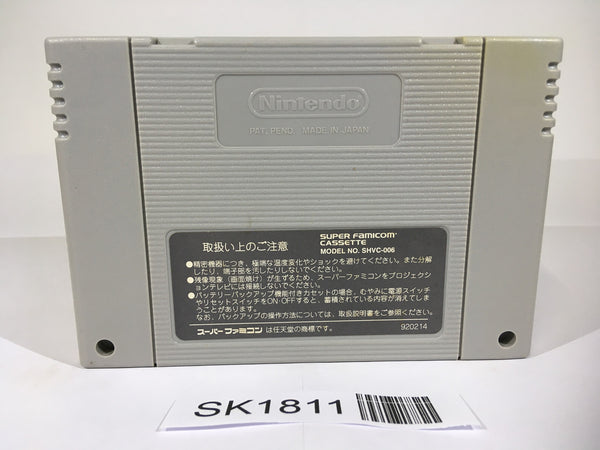 Nintendo
PAT. PEND. MADE IN JAPAN
取扱い上のご注意
SUPER FAMICOM
CASSETTE
MODEL NO. SHVC-006
●精密機器につき、極端な温度変化やショックを避けてください。また分解
したり、端子部を汚したりしないでください。
●残像現象(画面焼け)が生ずるため、スーパーファミコンをプロジェクショ
ンテレビには接続しないでください。
●バッテリーバックアップ機能付きカセットの場合、むやみに電源スイッチ
やリセットスイッチをON・OFFすると、蓄積されている内容が消えてしま
うことがあります。
なお、バックアップの操作方法については、取扱説明書をご参照ください。
スーパーファミコン は任天堂の商標です。
920214
SK1811